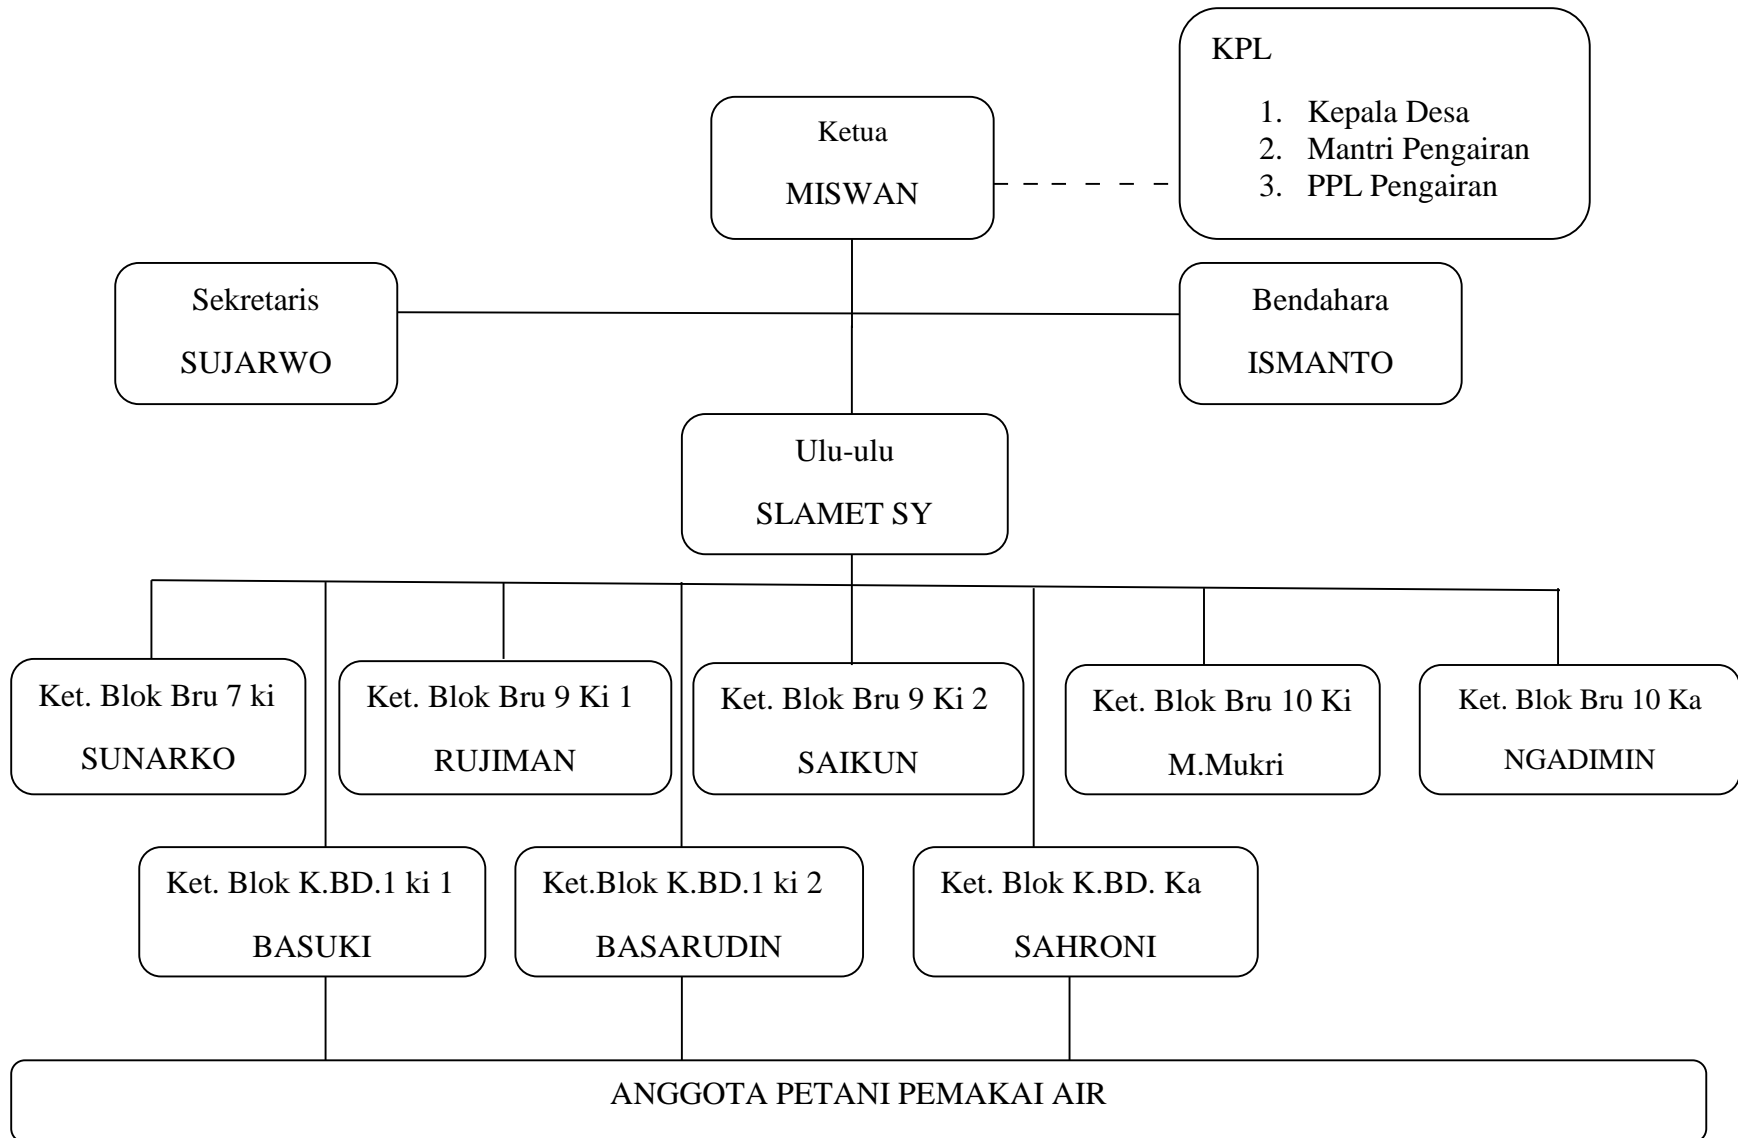 KPL
1. Kepala Desa
2. Mantri Pengairan
3. PPL Pengairan
Ketua
MISWAN
Sekretaris
SUJARWO
Bendahara
ISMANTO
Ulu-ulu
SLAMET SY
Ket. Blok Bru 7 ki
SUNARKO
Ket. Blok Bru 9 Ki 1
RUJIMAN
Ket. Blok Bru 9 Ki 2
SAIKUN
Ket. Blok Bru 10 Ki
M.Mukri
Ket. Blok Bru 10 Ka
NGADIMIN
Ket. Blok K.BD.1 ki 1
BASUKI
Ket.Blok K.BD.1 ki 2
BASARUDIN
Ket. Blok K.BD. Ka
SAHRONI
ANGGOTA PETANI PEMAKAI AIR